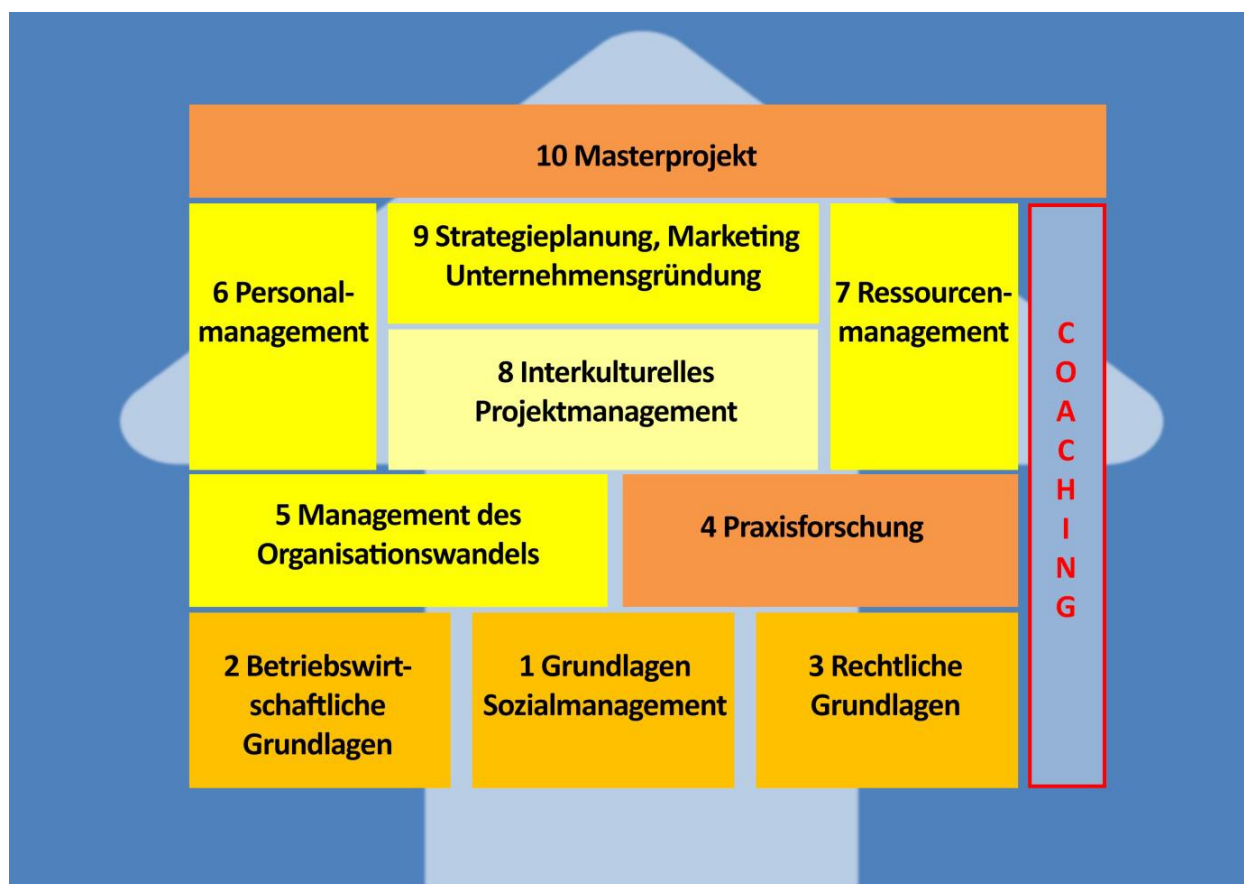 10 Masterprojekt
9 Strategieplanung, Marketing
Unternehmensgründung
6 Personal-
management
7 Ressourcen-
management
8 Interkulturelles
Projektmanagement
5 Management des
Organisationswandels
4 Praxisforschung
2 Betriebswirt-
schaftliche
Grundlagen
1 Grundlagen
Sozialmanagement
3 Rechtliche
Grundlagen
COACHING